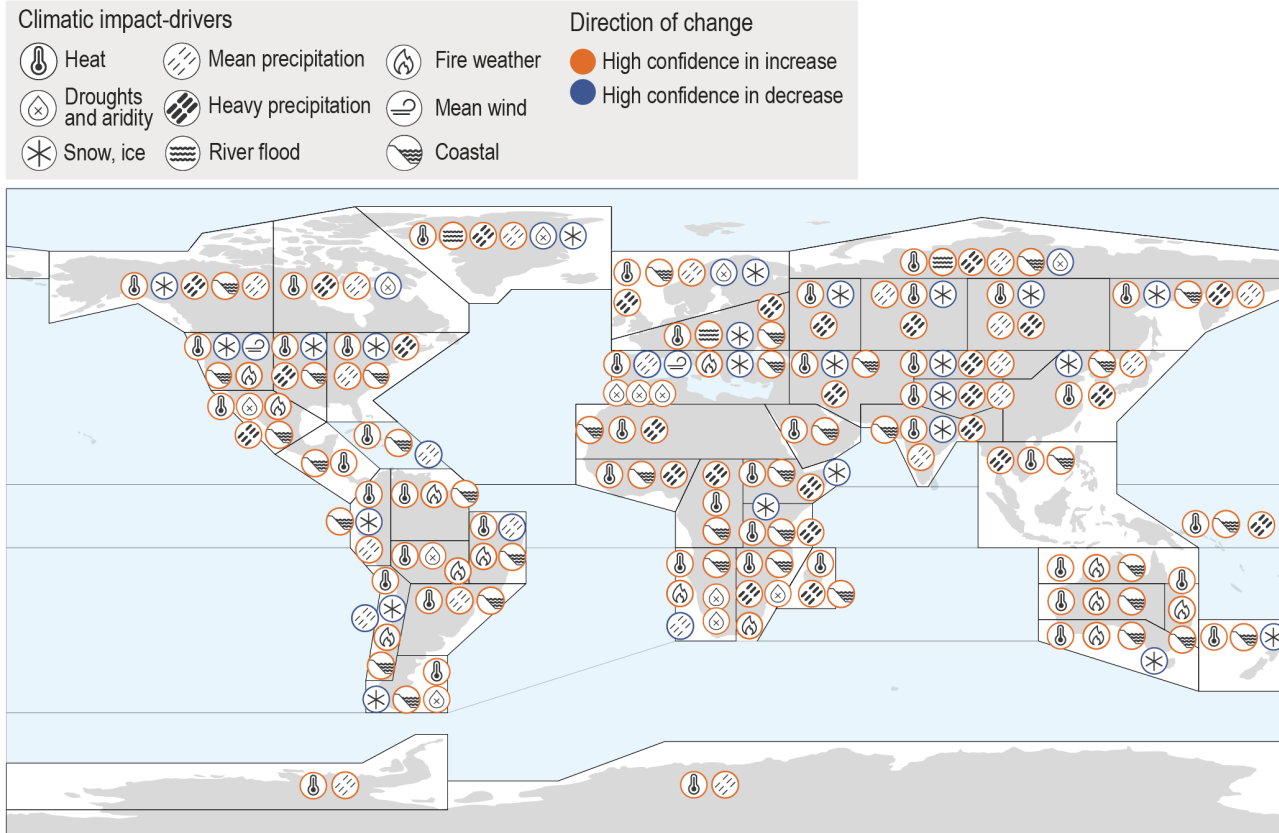 Climatic impact-drivers
Heat
Mean precipitation
Fire weather
Droughts
and aridity
Heavy precipitation
Mean wind
Snow, ice
River flood
Coastal
Direction of change
High confidence in increase
High confidence in decrease